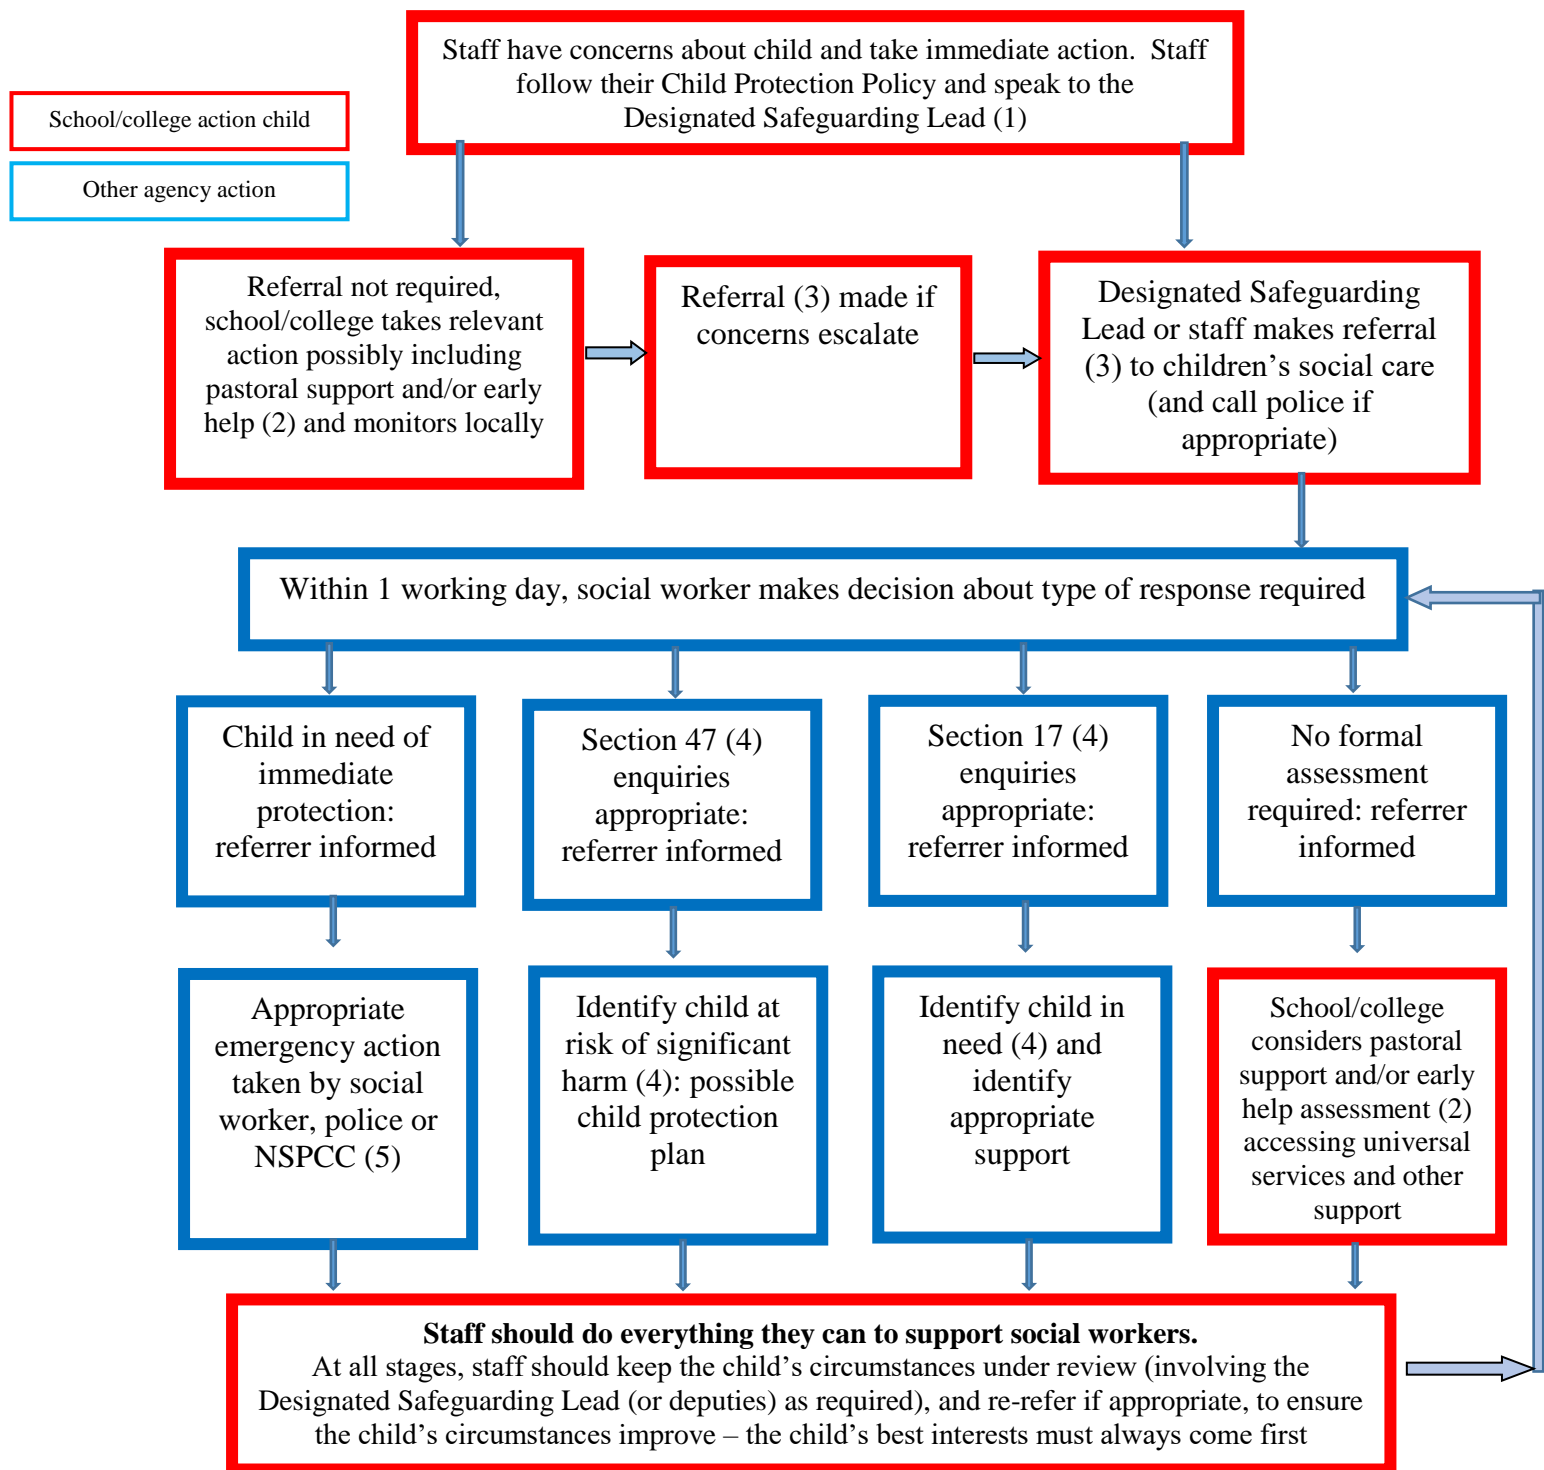 Staff have concerns about child and take immediate action.  Staff
follow their Child Protection Policy and speak to the
Designated Safeguarding Lead (1)
School/college action child
Other agency action
Referral not required,
school/college takes relevant
action possibly including
pastoral support and/or early
help (2) and monitors locally
Referral (3) made if
concerns escalate
Designated Safeguarding
Lead or staff makes referral
(3) to children’s social care
(and call police if
appropriate)
Within 1 working day, social worker makes decision about type of response required
Child in need of
immediate
protection:
referrer informed
Section 47 (4)
enquiries
appropriate:
referrer informed
Section 17 (4)
enquiries
appropriate:
referrer informed
No formal
assessment
required: referrer
informed
Appropriate
emergency action
taken by social
worker, police or
NSPCC (5)
Identify child at
risk of significant
harm (4): possible
child protection
plan
Identify child in
need (4) and
identify
appropriate
support
School/college
considers pastoral
support and/or early
help assessment (2)
accessing universal
services and other
support
Staff should do everything they can to support social workers.
At all stages, staff should keep the child’s circumstances under review (involving the
Designated Safeguarding Lead (or deputies) as required), and re-refer if appropriate, to ensure
the child’s circumstances improve – the child’s best interests must always come first